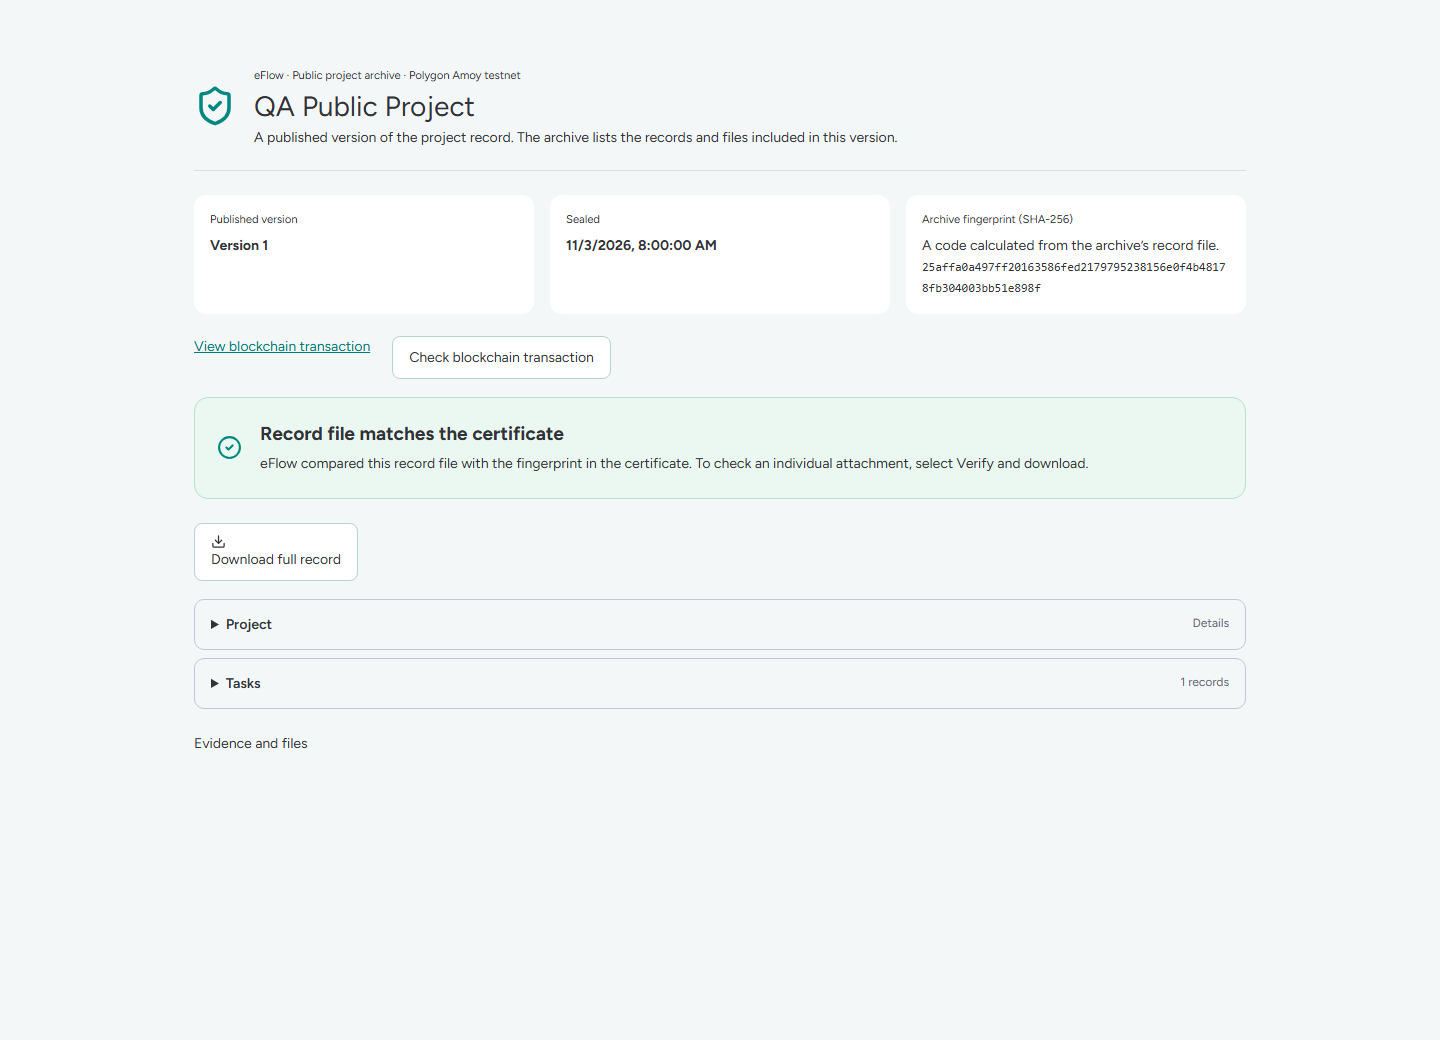 eFlow · Public project archive · Polygon Amoy testnet
QA Public Project
A published version of the project record. The archive lists the records and files included in this version.
Published version
Version 1
Sealed
11/3/2026, 8:00:00 AM
Archive fingerprint (SHA-256)
A code calculated from the archive’s record file.
25affa0a497ff20163586fed2179795238156e0f4b4817
8fb304003bb51e898f
View blockchain transaction
Check blockchain transaction
Record file matches the certificate
eFlow compared this record file with the fingerprint in the certificate. To check an individual attachment, select Verify and download.
Download full record
Project
Details
Tasks
1 records
Evidence and files